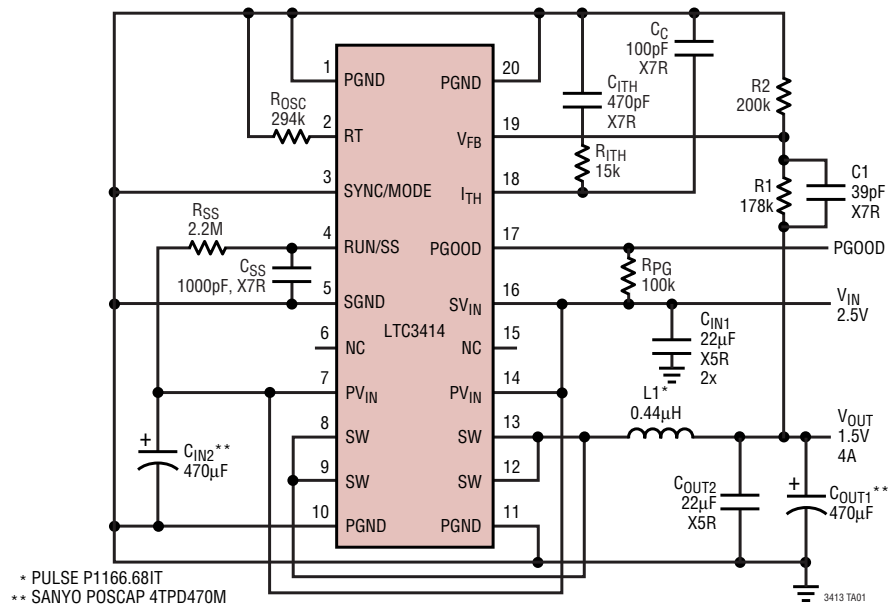 CC
100pF
X7R
CITH
470pF
X7R
R2
200k
ROSC
294k
1
PGND
PGND
20
2
RT
VFB
19
RITH
15k
3
SYNC/MODE
ITH
18
R1
178k
C1
39pF
X7R
RSS
2.2M
4
RUN/SS
PGOOD
17
PGOOD
CSS
1000pF, X7R
RPG
100k
5
SGND
SVIN
16
VIN
2.5V
LTC3414
6
NC
NC
15
CIN1
22µF
X5R
2x
7
PVIN
PVIN
14
L1*
0.44µH
8
SW
SW
13
VOUT
1.5V
4A
+
CIN2**
470µF
9
SW
SW
12
COUT2
22µF
X5R
+
COUT1**
470µF
10
PGND
PGND
11
* PULSE P1166.68IT
** SANYO POSCAP 4TPD470M
3413 TA01